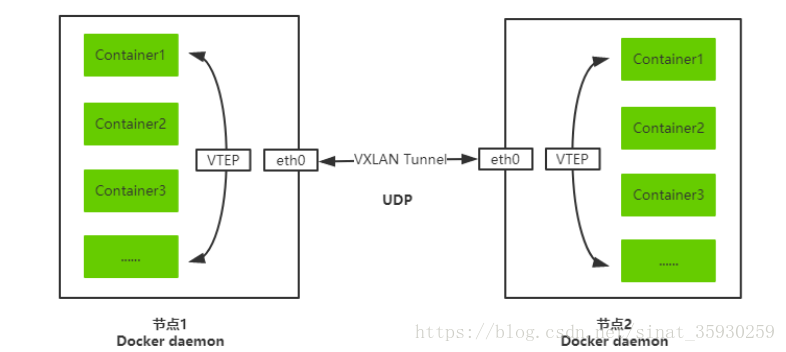 Container1
Container2
Container3
......
VTEP
eth0
VXLAN Tunnel
UDP
eth0
VTEP
Container1
Container2
Container3
......
节点1
Docker daemon
节点2
Docker daemon
https://blog.csdn.net/sinat_35930259